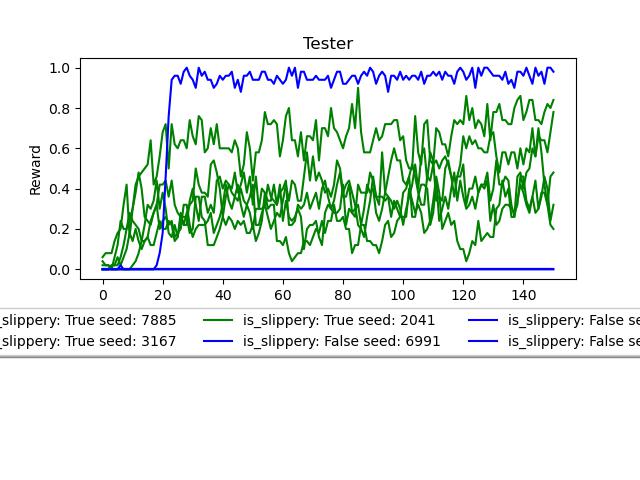 Tester
Reward
1.0
0.8
0.6
0.4
0.2
0.0
0 20 40 60 80 100 120 140
_slippery: True seed: 7885 is_slippery: True seed: 2041 is_slippery: False se
_slippery: True seed: 3167 is_slippery: False seed: 6991 is_slippery: False se